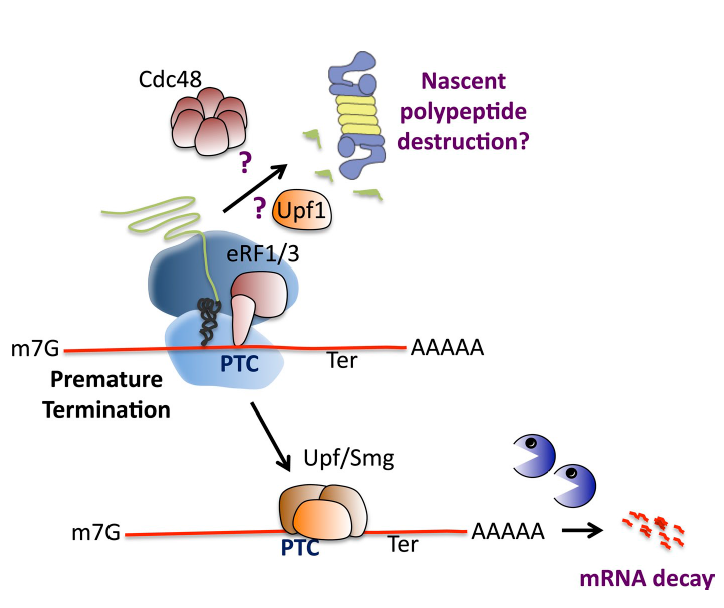 Cdc48
Nascent
polypeptide
destruction?
?
? Upf1
eRF1/3
m7G
AAAAA
PTC
Ter
Premature
Termination
Upf/Smg
m7G
AAAAA
PTC
Ter
mRNA decay